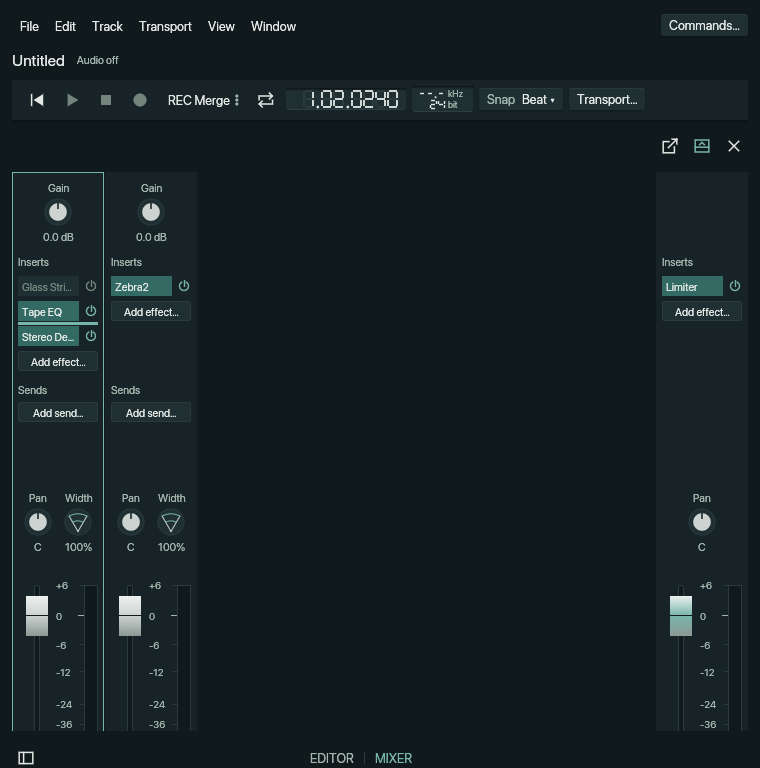 File Edit Track Transport View Window Commands...
Untitled Audio off
REC Merge 1.02.0240 --.- kHz 24 bit Snap Beat Transport...
Gain Gain
0.0 dB 0.0 dB
Inserts Inserts Inserts
Glass Stri... Zebra2 Limiter
Tape EQ Add effect... Add effect...
Stereo De...
Add effect...
Sends Sends
Add send... Add send...
Pan Width Pan Width Pan
C 100% C 100% C
+6 +6 +6
0 0 0
-6 -6 -6
-12 -12 -12
-24 -24 -24
-36 -36 -36
EDITOR MIXER